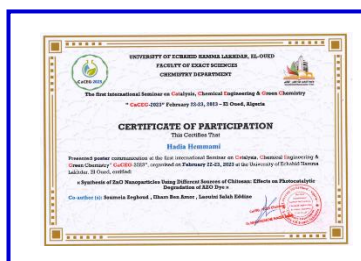 UNIVERSITY OF ECHAHID HAMMA LAKHDAR, EL-OUED
FACULTY OF EXACT SCIENCES
CHEMISTRY DEPARTMENT
CaCEG-2023
The first international Seminar on Catalysis, Chemical Engineering & Green Chemistry
" CaCEG-2023" February 22-23, 2023 – El Oued, Algeria
CERTIFICATE OF PARTICIPATION
This Certifies That
Hadia Hemmami
Presented poster communication at the first international Seminar on Catalysis, Chemical Engineering &
Green Chemistry " CaCEG-2023", organized on February 22-23, 2023 at the University of Echahid Hamma
Lakhdar, El Oued, entitled:
« Synthesis of ZnO Nanoparticles Using Different Sources of Chitosan: Effects on Photocatalytic
Degradation of AZO Dye »
Co-author (s): Soumeia Zeghoud , Ilham Ben Amor , Laouini Salah Eddine